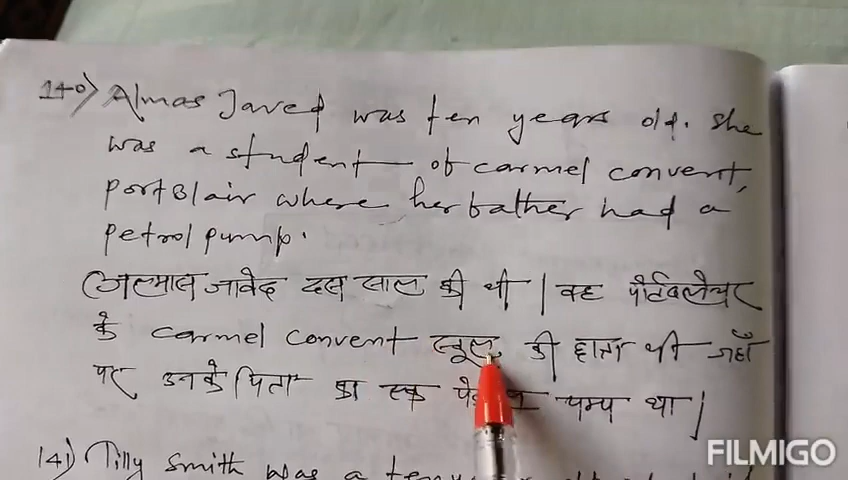 140) Almas Javed was ten years old. She
was a student of carmel convent,
portBlair where her father had a
petrol pump.
अलमास जावेद दस साल की थी | वह पोर्टब्लेयर
के carmel convent स्कूल की छात्रा थी जहाँ
पर उनके पिता का एक पम्प था |
141) Tilly Smith was a
FILMIGO